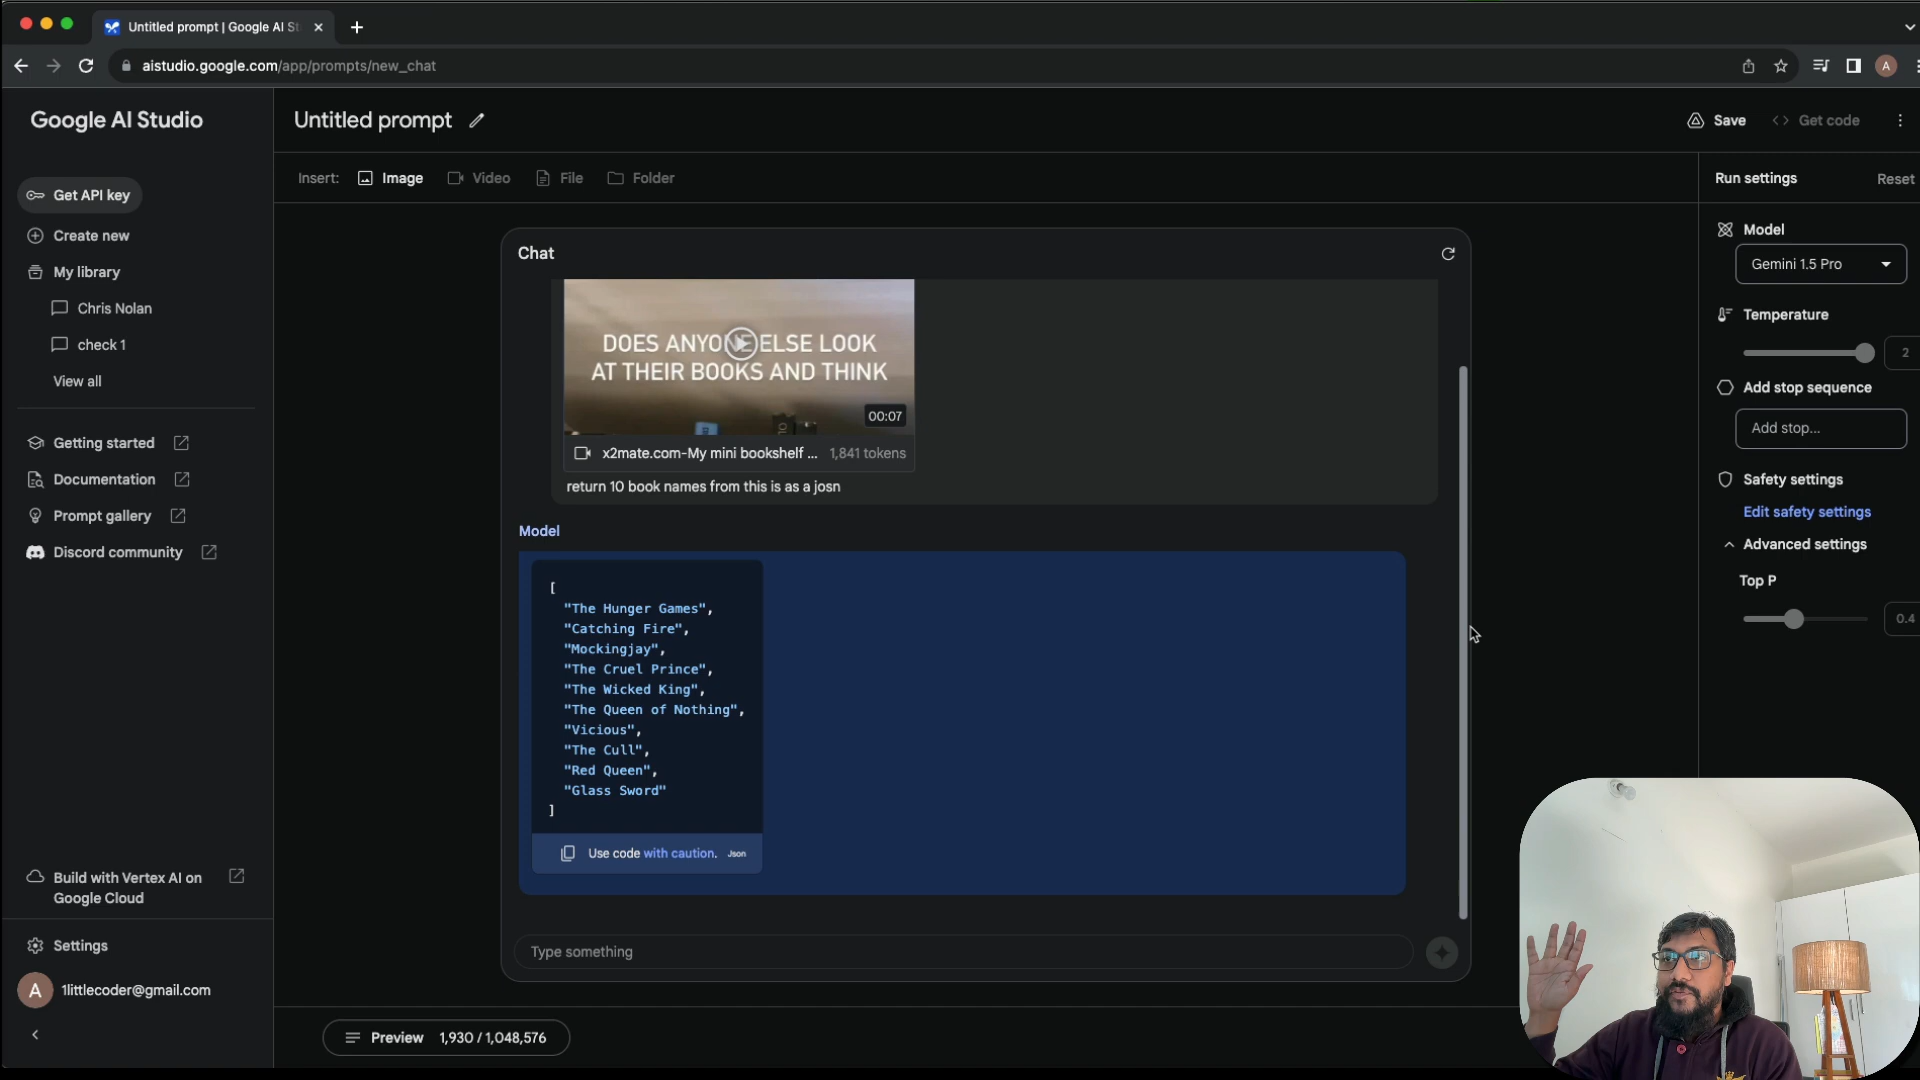 Untitled prompt | Google AI St
aistudio.google.com/app/prompts/new_chat
A
Google AI Studio
Untitled prompt
Save
Get code
Insert:
Image
Video
File
Folder
Get API key
Create new
My library
Chris Nolan
check 1
View all
Getting started
Documentation
Prompt gallery
Discord community
Build with Vertex AI on
Google Cloud
Settings
A
1littlecoder@gmail.com
Chat
DOES ANYONE ELSE LOOK
AT THEIR BOOKS AND THINK
00:07
x2mate.com-My mini bookshelf ...
1,841 tokens
return 10 book names from this is as a josn
Model
[
"The Hunger Games",
"Catching Fire",
"Mockingjay",
"The Cruel Prince",
"The Wicked King",
"The Queen of Nothing",
"Vicious",
"The Cull",
"Red Queen",
"Glass Sword"
]
Use code with caution.
Json
Type something
Preview 1,930 / 1,048,576
Run settings
Reset
Model
Gemini 1.5 Pro
Temperature
2
Add stop sequence
Add stop...
Safety settings
Edit safety settings
Advanced settings
Top P
0.4